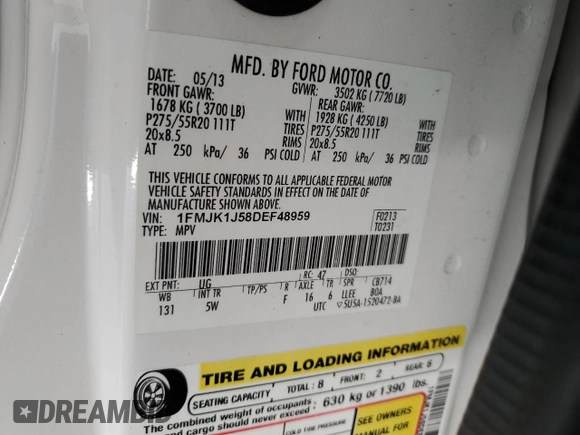 MFD. BY FORD MOTOR CO.
DATE: 05/13 GVWR: 3502 KG ( 7720 LB)
FRONT GAWR: REAR GAWR:
1678 KG ( 3700 LB) 1928 KG ( 4250 LB)
P275/55R20 111T WITH TIRES P275/55R20 111T WITH TIRES
20x8.5 RIMS 20x8.5 RIMS
AT 250 kPa/ 36 PSI COLD AT 250 kPa/ 36 PSI COLD
THIS VEHICLE CONFORMS TO ALL APPLICABLE FEDERAL MOTOR
VEHICLE SAFETY STANDARDS IN EFFECT ON THE DATE OF
MANUFACTURE SHOWN ABOVE.
VIN: 1FMJK1J58DEF48959 F0213
TYPE: MPV T0231
EXT PNT: UG RC: 47 DSO:
WB INT TR TP/PS R AXLE TR SPR CB714
131 5W F 16 6 LLEE BOA
UTC ▽5U5A-1520472-BA
TIRE AND LOADING INFORMATION
SEATING CAPACITY TOTAL: 8 FRONT: 2 REAR: 6
The combined weight of occupants
and cargo should never exceed: 630 kg or 1390 lbs.
SEE OWNERS
MANUAL FOR
DREAMBID